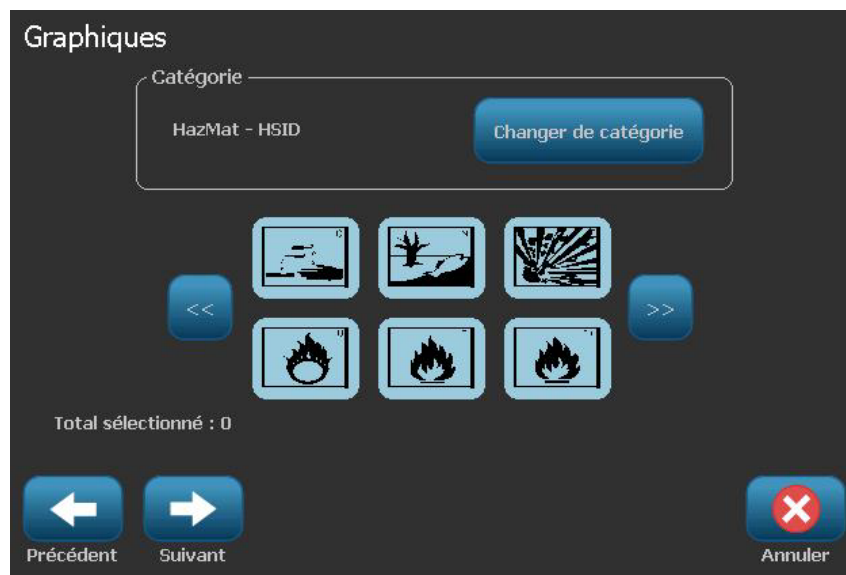 Graphiques
Catégorie
HazMat - HSID
Changer de catégorie
C
N
<<
>>
O
Total sélectionné : 0
Précédent
Suivant
Annuler